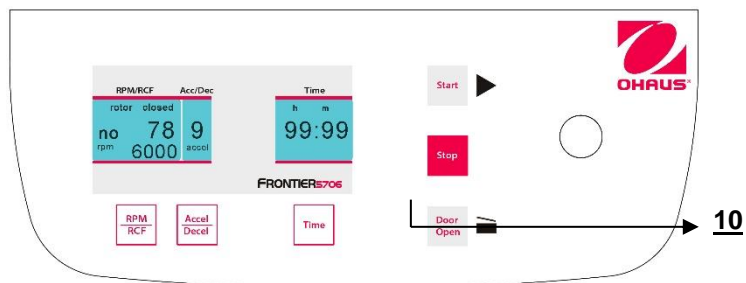 OHAUS®
RPM/RCF Acc/Dec
Time
rotor closed
no 78 9
rpm 6000 accel
h m
99:99
FRONTIER5706
RPM
RCF
Accel
Decel
Time
Start
Stop
Door
Open
10